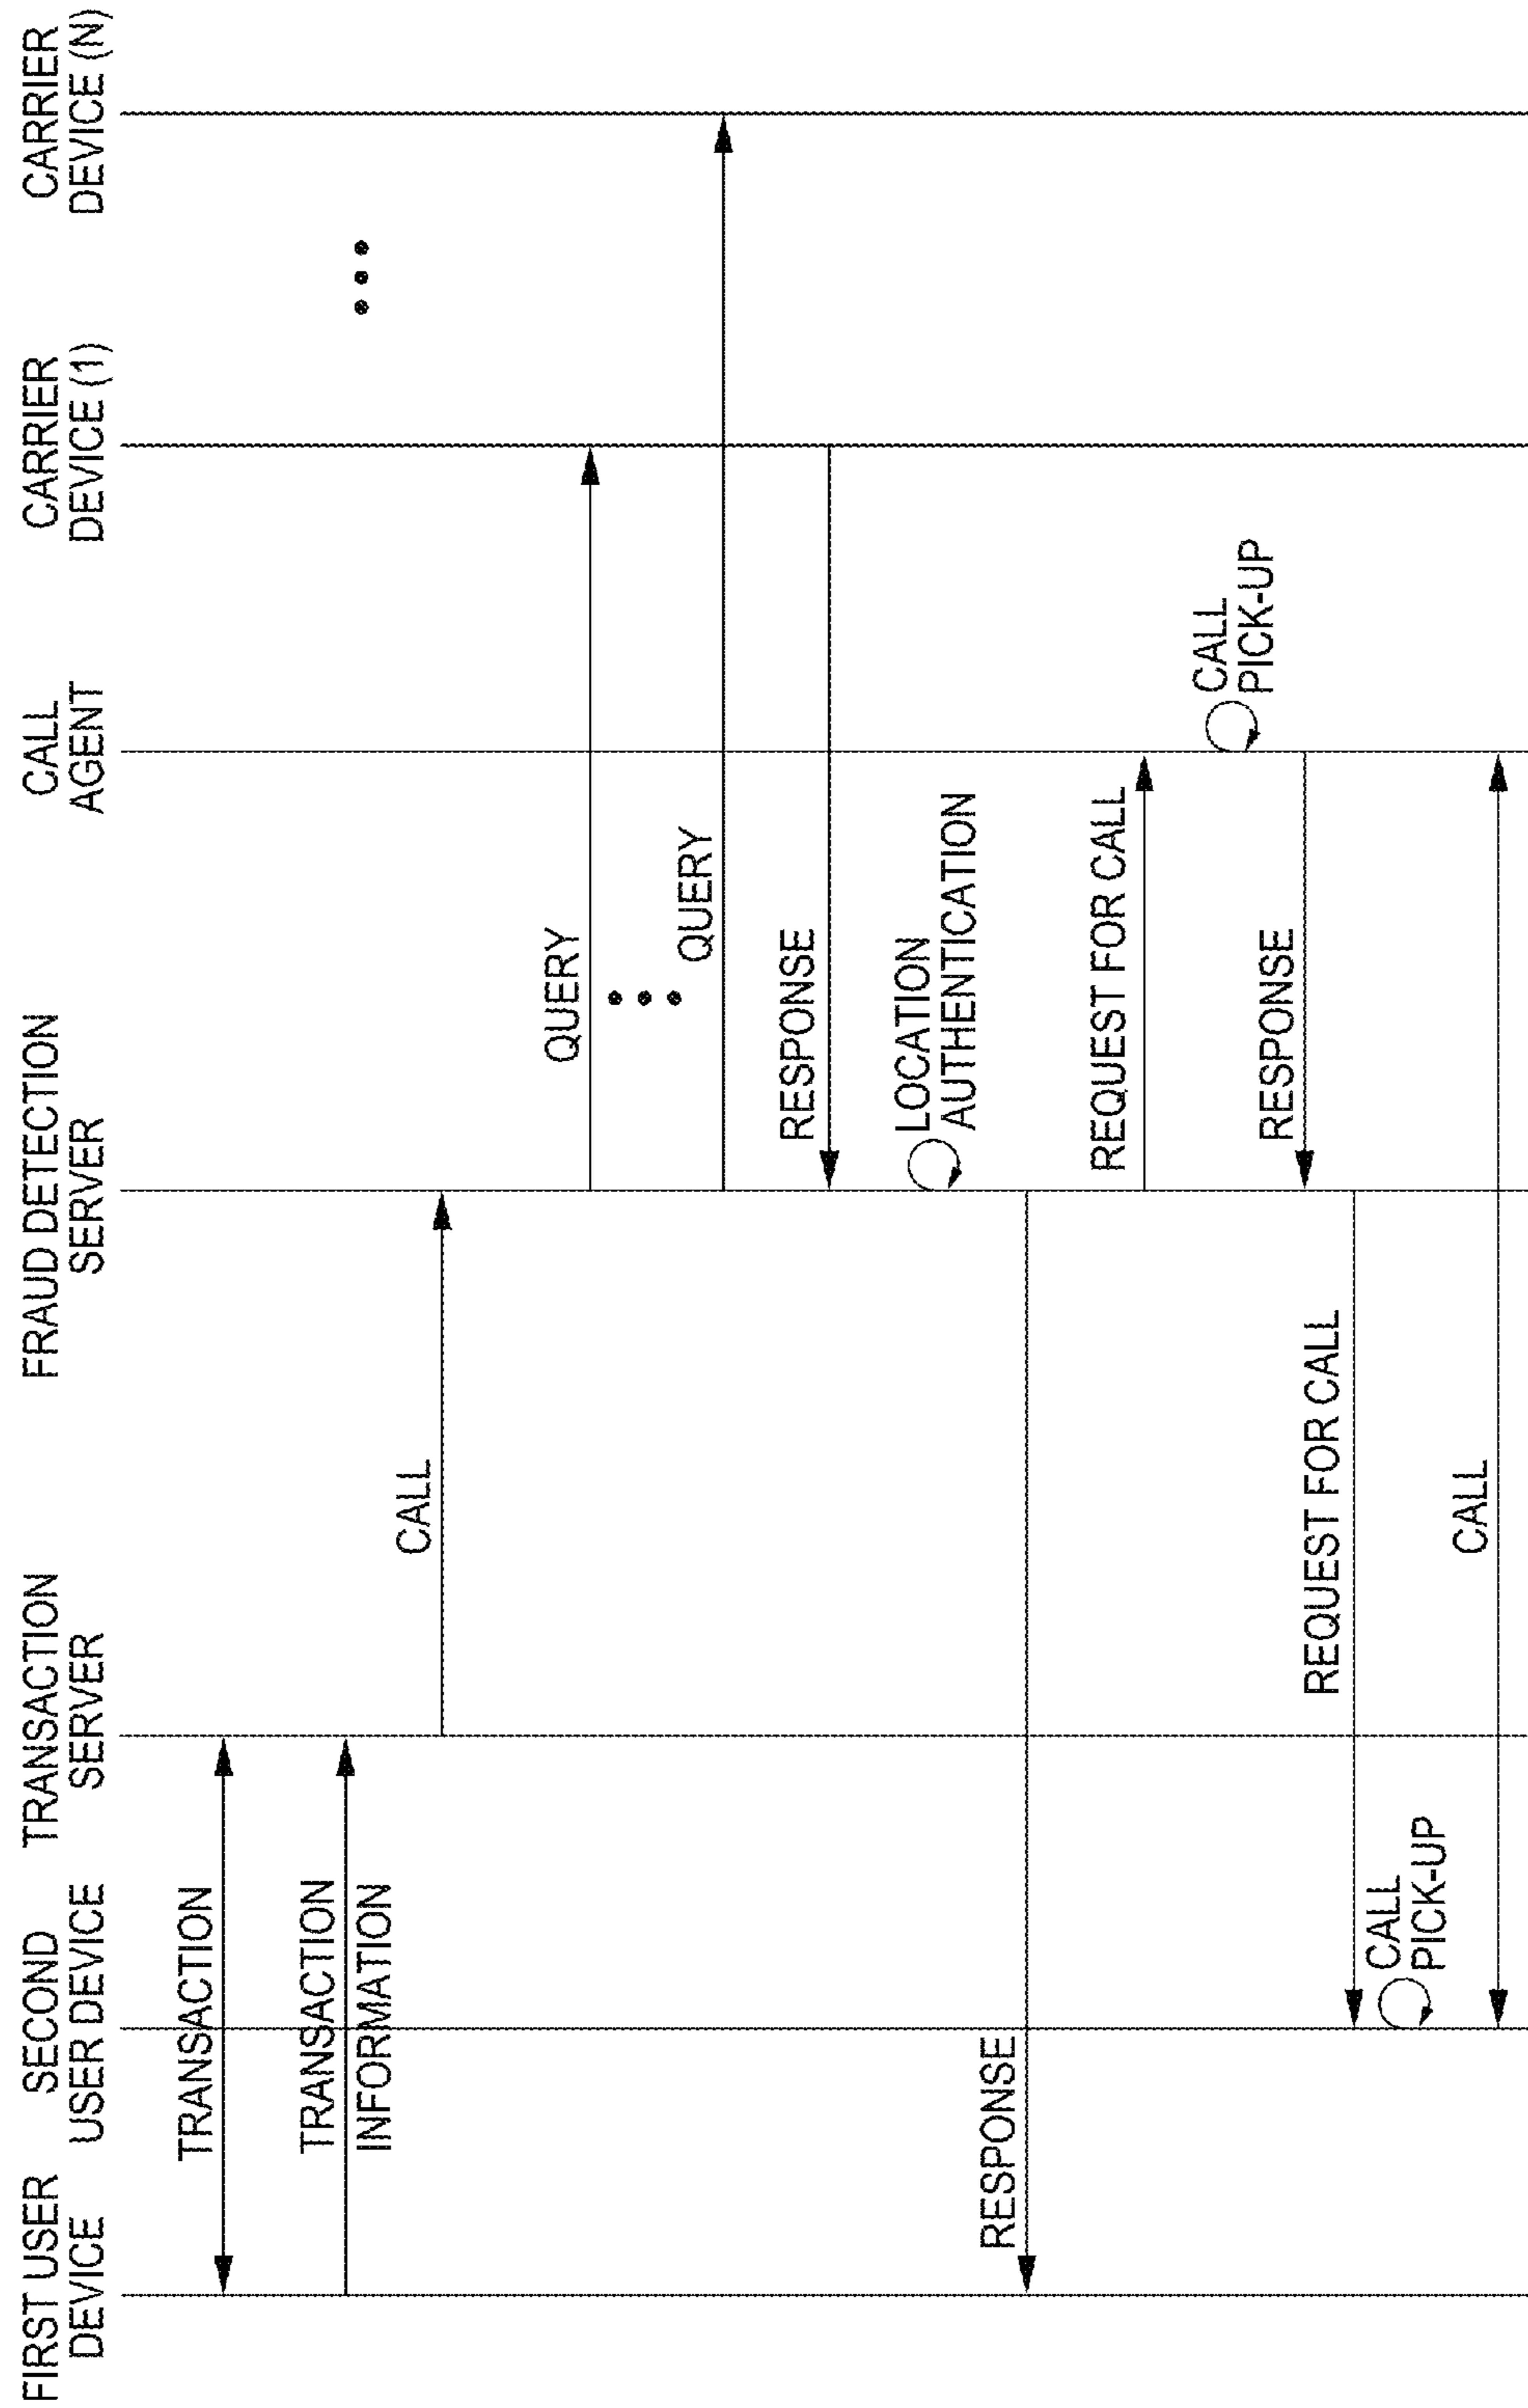 FIRST USER
DEVICE
SECOND
USER DEVICE
TRANSACTION
SERVER
FRAUD DETECTION
SERVER
CALL
AGENT
CARRIER
DEVICE (1)
CARRIER
DEVICE (N)
TRANSACTION
TRANSACTION
INFORMATION
CALL
QUERY
QUERY
RESPONSE
LOCATION
AUTHENTICATION
RESPONSE
REQUEST FOR CALL
CALL
PICK-UP
RESPONSE
REQUEST FOR CALL
CALL
PICK-UP
CALL